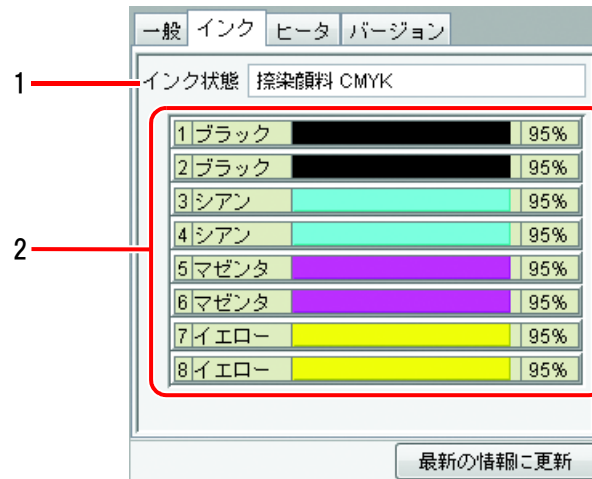 一般 インク ヒータ バージョン
1 インク状態 捺染顔料 CMYK
1 ブラック 95%
2 ブラック 95%
3 シアン 95%
4 シアン 95%
2
5 マゼンタ 95%
6 マゼンタ 95%
7 イエロー 95%
8 イエロー 95%
最新の情報に更新